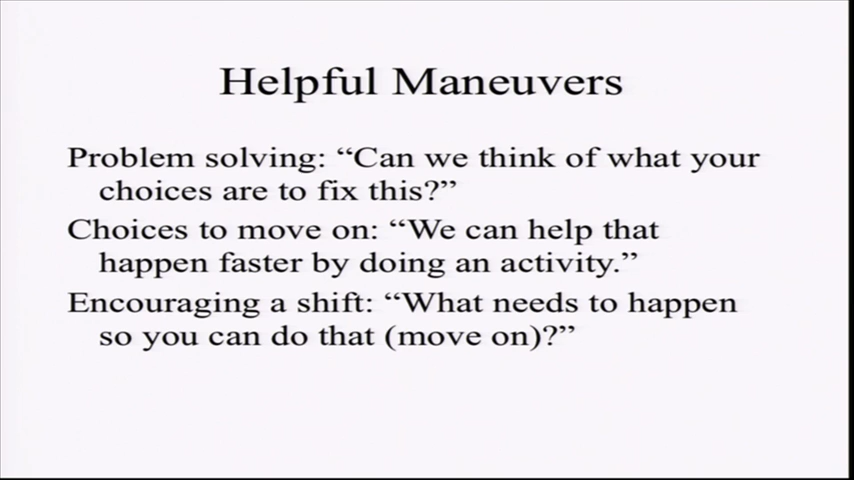 Helpful Maneuvers
Problem solving: “Can we think of what your
choices are to fix this?”
Choices to move on: “We can help that
happen faster by doing an activity.”
Encouraging a shift: “What needs to happen
so you can do that (move on)?”